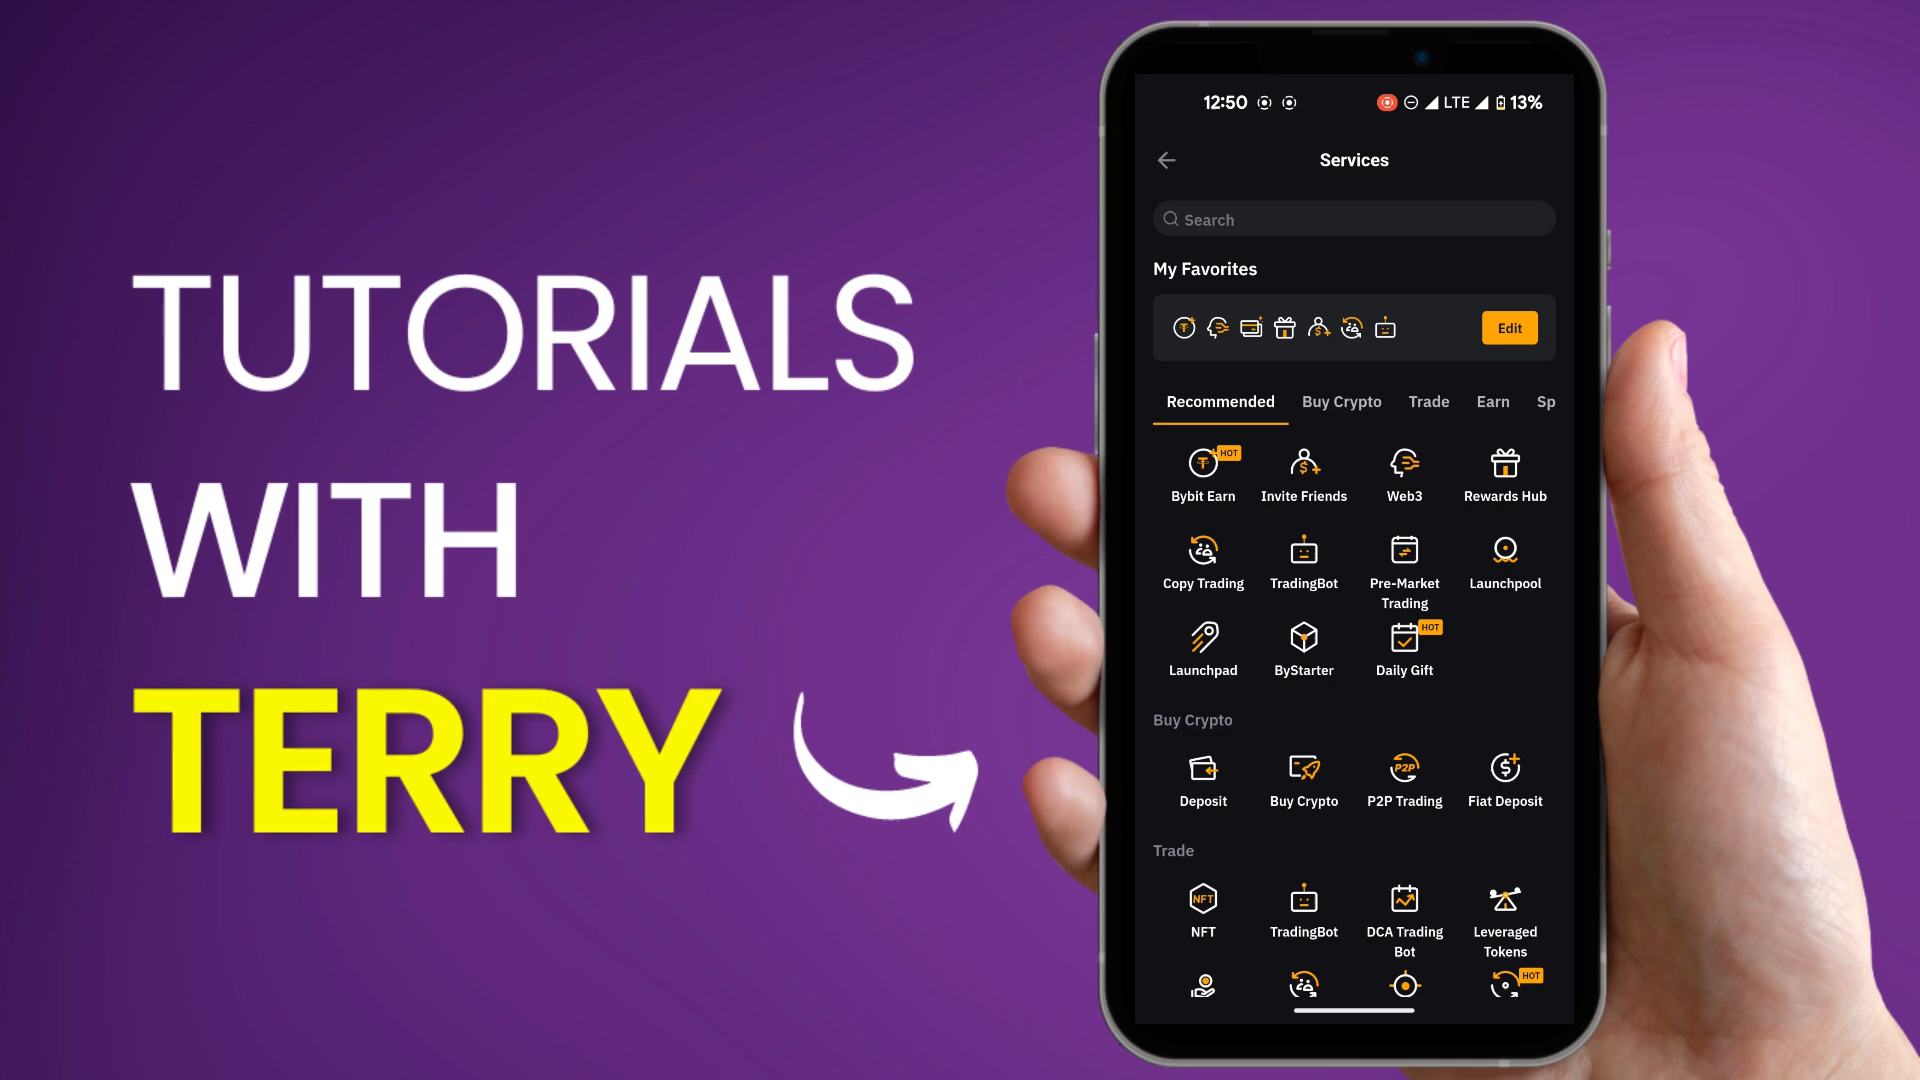 TUTORIALS
WITH
TERRY
12:50 LTE 13%
Services
Search
My Favorites
Edit
Recommended Buy Crypto Trade Earn Sp
HOT
Bybit Earn Invite Friends Web3 Rewards Hub
Copy Trading TradingBot Pre-Market Trading Launchpool
HOT
Launchpad ByStarter Daily Gift
Buy Crypto
P2P
Deposit Buy Crypto P2P Trading Fiat Deposit
Trade
NFT
NFT TradingBot DCA Trading Bot Leveraged Tokens
HOT